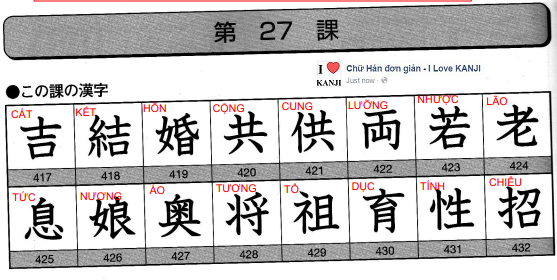 第 27 課
I ❤ KANJI
Chữ Hán đơn giản - I Love KANJI
Just now
●この課の漢字
CÁT KẾT HÔN CỘNG CUNG LƯỠNG NHƯỢC LÃO
吉 結 婚 共 供 両 若 老
417 418 419 420 421 422 423 424
TỨC NƯƠNG ÁO TƯƠNG TỔ DỤC TÍNH CHIÊU
息 娘 奥 将 祖 育 性 招
425 426 427 428 429 430 431 432